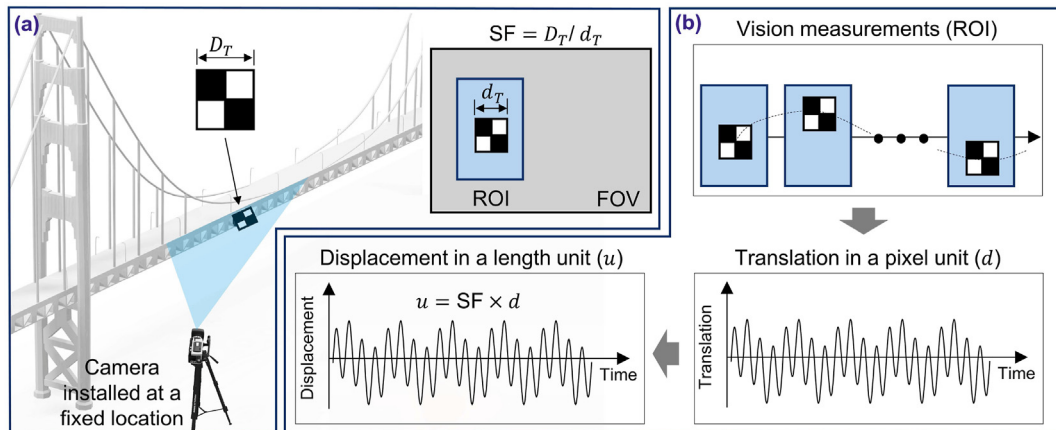 (a)
D_T
SF = D_T/ d_T
d_T
ROI
FOV
Camera
installed at a
fixed location
(b)
Vision measurements (ROI)
Translation in a pixel unit (d)
Translation
Time
Displacement in a length unit (u)
u = SF × d
Displacement
Time